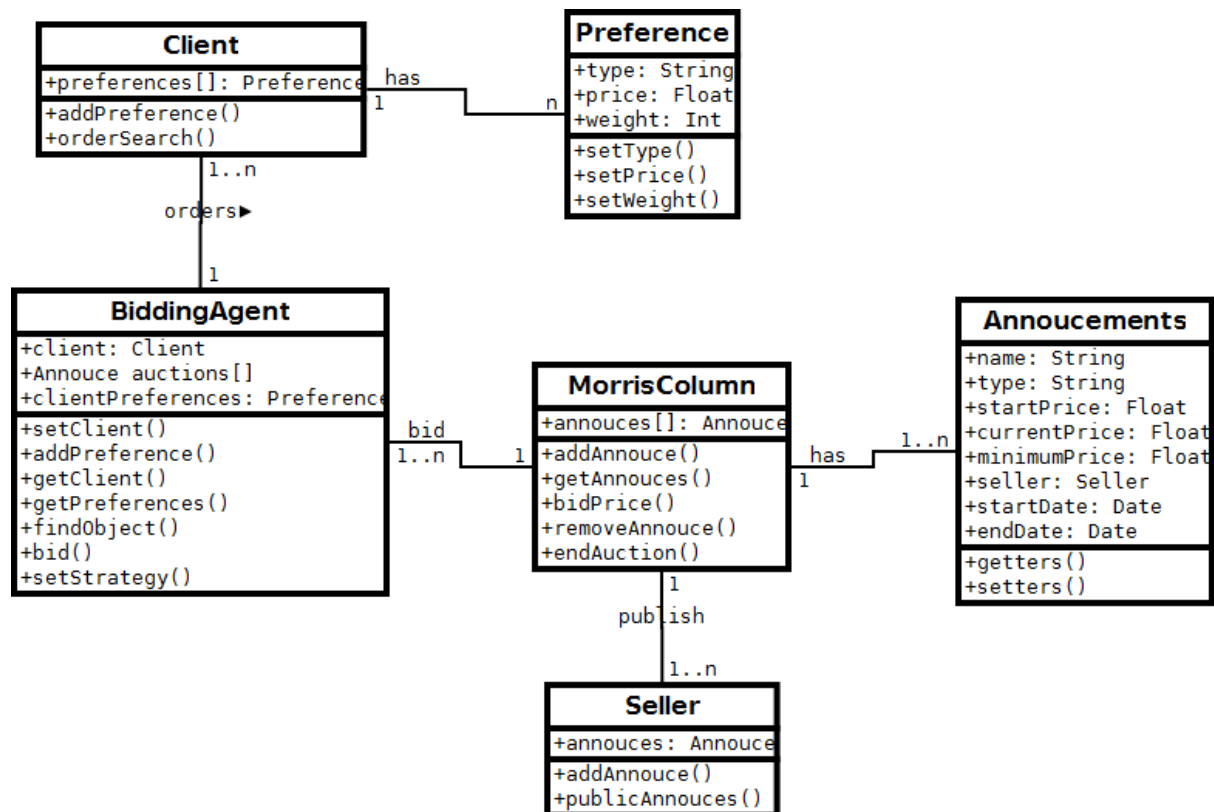 Client
+preferences[]: Preference
+addPreference()
+orderSearch()
has
1
n
Preference
+type: String
+price: Float
+weight: Int
+setType()
+setPrice()
+setWeight()
1..n
orders►
1
BiddingAgent
+client: Client
+Annouce auctions[]
+clientPreferences: Preference
+setClient()
+addPreference()
+getClient()
+getPreferences()
+findObject()
+bid()
+setStrategy()
bid
1..n
1
MorrisColumn
+annouces[]: Annouce
+addAnnouce()
+getAnnouces()
+bidPrice()
+removeAnnouce()
+endAuction()
has
1
1..n
Annoucements
+name: String
+type: String
+startPrice: Float
+currentPrice: Float
+minimumPrice: Float
+seller: Seller
+startDate: Date
+endDate: Date
+getters()
+setters()
1
publish
1..n
Seller
+annouces: Annouce
+addAnnouce()
+publicAnnouces()